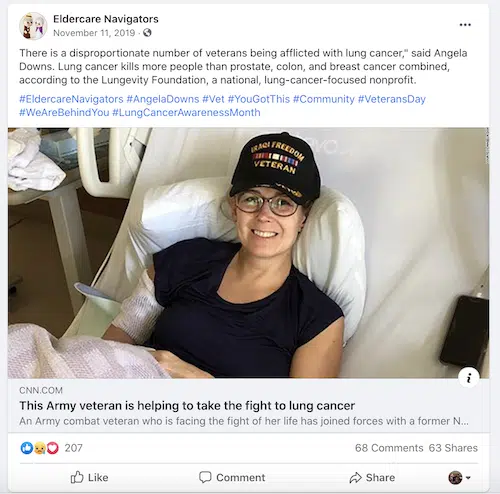 Eldercare Navigators
November 11, 2019 ·
There is a disproportionate number of veterans being afflicted with lung cancer," said Angela
Downs. Lung cancer kills more people than prostate, colon, and breast cancer combined,
according to the Lungevity Foundation, a national, lung-cancer-focused nonprofit.
#EldercareNavigators #AngelaDowns #Vet #YouGotThis #Community #VeteransDay
#WeAreBehindYou #LungCancerAwarenessMonth
IRAQI FREEDOM
VETERAN
CNN.COM
This Army veteran is helping to take the fight to lung cancer
An Army combat veteran who is facing the fight of her life has joined forces with a former N...
207
68 Comments 63 Shares
Like
Comment
Share